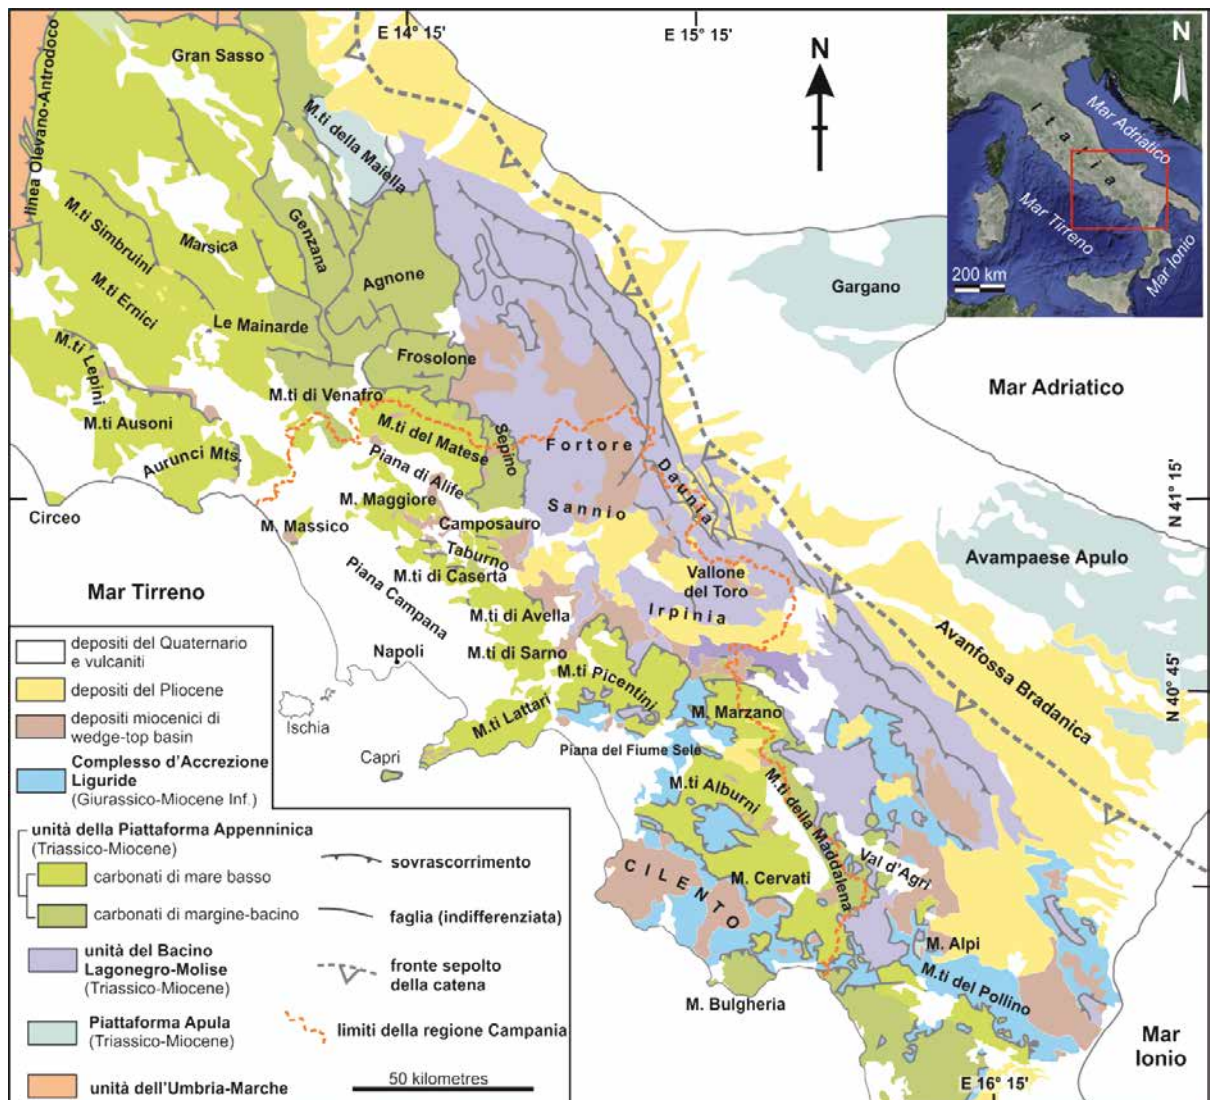 E 14° 15'
E 15° 15'
N
N
Italia
Mar Adriatico
Mar Tirreno
Mar Ionio
200 km
Gran Sasso
linea Olevano-Antrodoco
M.ti della Maiella
M.ti Simbruini
Marsica
Genzana
Agnone
Gargano
M.ti Ernici
Le Mainarde
Frosolone
M.ti Lepini
M.ti di Venafro
Mar Adriatico
M.ti Ausoni
M.ti del Matese
Sepino
Fortore
Aurunci Mts.
Piana di Alife
Daunia
N 41° 15'
Circeo
M. Maggiore
Sannio
M. Massico
Camposauro
Taburno
Avampaese Apulo
M.ti di Caserta
Vallone
del Toro
Mar Tirreno
Piana Campana
M.ti di Avella
Irpinia
Napoli
M.ti di Sarno
Avanfossa Bradanica
M.ti Picentini
N 40° 45'
Ischia
M.ti Lattari
M. Marzano
Capri
Piana del Fiume Sele
M.ti Alburni
M.ti della Maddalena
Val d'Agri
CILENTO
M. Cervati
M. Alpi
M.ti del Pollino
M. Bulgheria
Mar
Ionio
E 16° 15'
depositi del Quaternario
e vulcaniti
depositi del Pliocene
depositi miocenici di
wedge-top basin
Complesso d'Accrezione
Liguride
(Giurassico-Miocene Inf.)
unità della Piattaforma Appenninica
(Triassico-Miocene)
carbonati di mare basso
carbonati di margine-bacino
unità del Bacino
Lagonegro-Molise
(Triassico-Miocene)
Piattaforma Apula
(Triassico-Miocene)
unità dell'Umbria-Marche
sovrascorrimento
faglia (indifferenziata)
fronte sepolto
della catena
limiti della regione Campania
50 kilometres